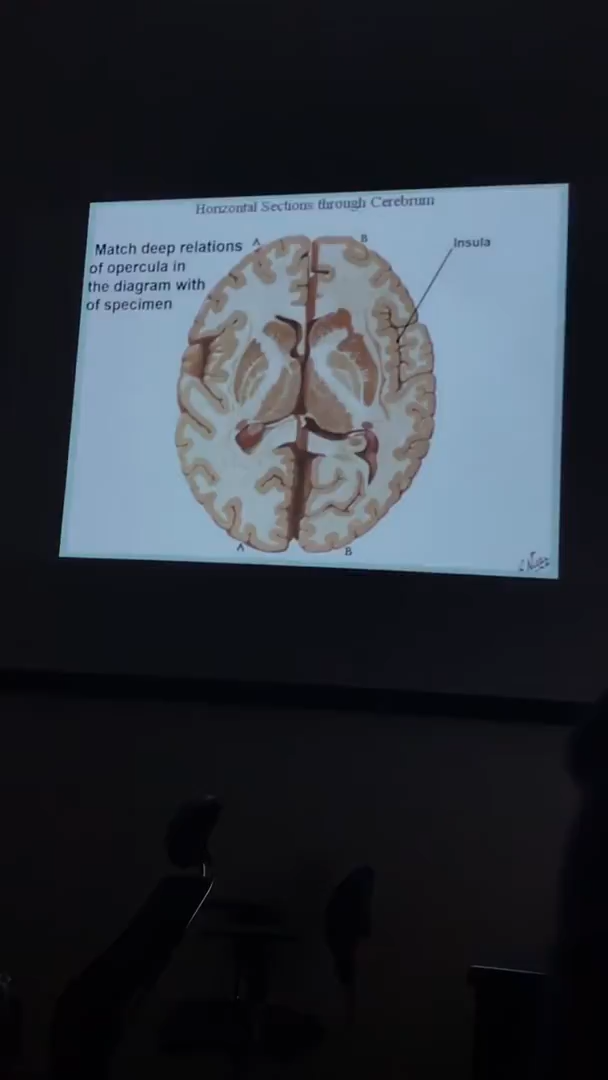 Horizontal Sections through Cerebrum
Match deep relations
of opercula in
the diagram with
of specimen
A
B
Insula
A
B